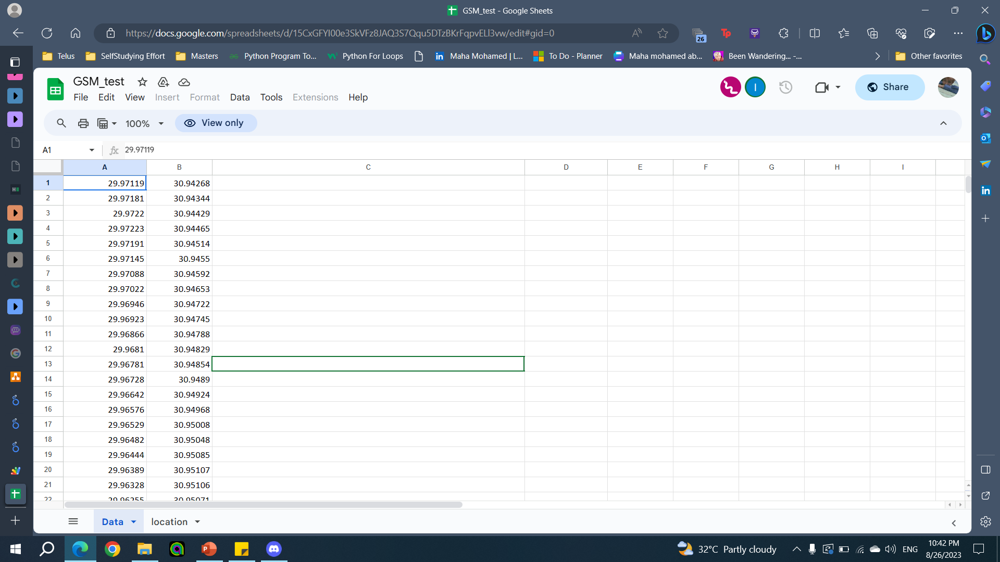 GSM_test - Google Sheets
https://docs.google.com/spreadsheets/d/15CxGFYI00e3SkVFz8JAQ3S7Qqu5DTzBKrFqpvELl3vw/edit#gid=0
26
Tp
Telus
SelfStudying Effort
Masters
Python Program To...
Python For Loops
Maha Mohamed | L...
To Do - Planner
Maha mohamed ab...
Been Wandering... -...
Other favorites
GSM_test
File Edit View Insert Format Data Tools Extensions Help
I
Share
100%
View only
A1
fx
29.97119
A B C D E F G H I
1 29.97119 30.94268
2 29.97181 30.94344
3 29.9722 30.94429
4 29.97223 30.94465
5 29.97191 30.94514
6 29.97145 30.9455
7 29.97088 30.94592
8 29.97022 30.94653
9 29.96946 30.94722
10 29.96923 30.94745
11 29.96866 30.94788
12 29.9681 30.94829
13 29.96781 30.94854
14 29.96728 30.9489
15 29.96642 30.94924
16 29.96576 30.94968
17 29.96529 30.95008
18 29.96482 30.95048
19 29.96444 30.95085
20 29.96389 30.95107
21 29.96328 30.95106
22 29.96255 30.95071
Data
location
32°C Partly cloudy
ENG
10:42 PM
8/26/2023